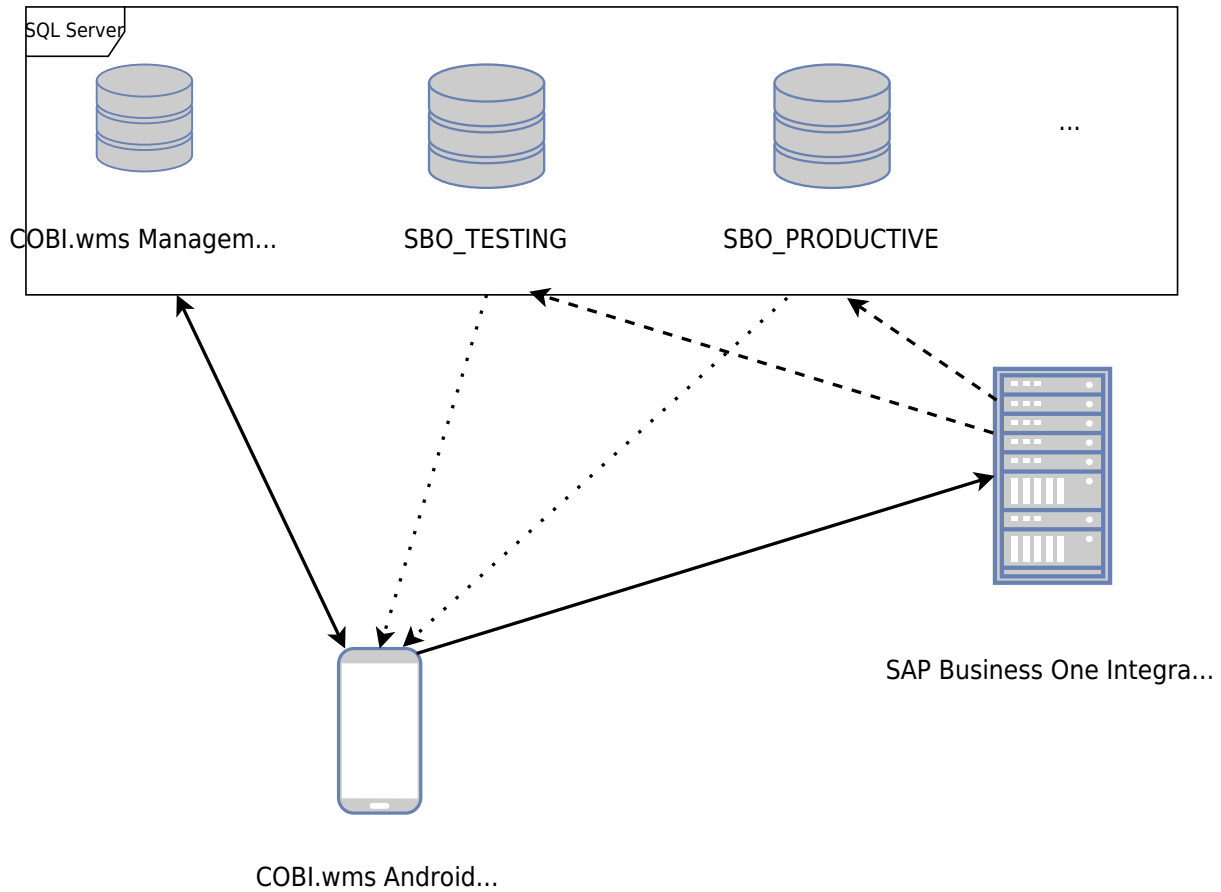 SQL Server
...
COBI.wms Managem...
SBO_TESTING
SBO_PRODUCTIVE
SAP Business One Integra...
COBI.wms Android...